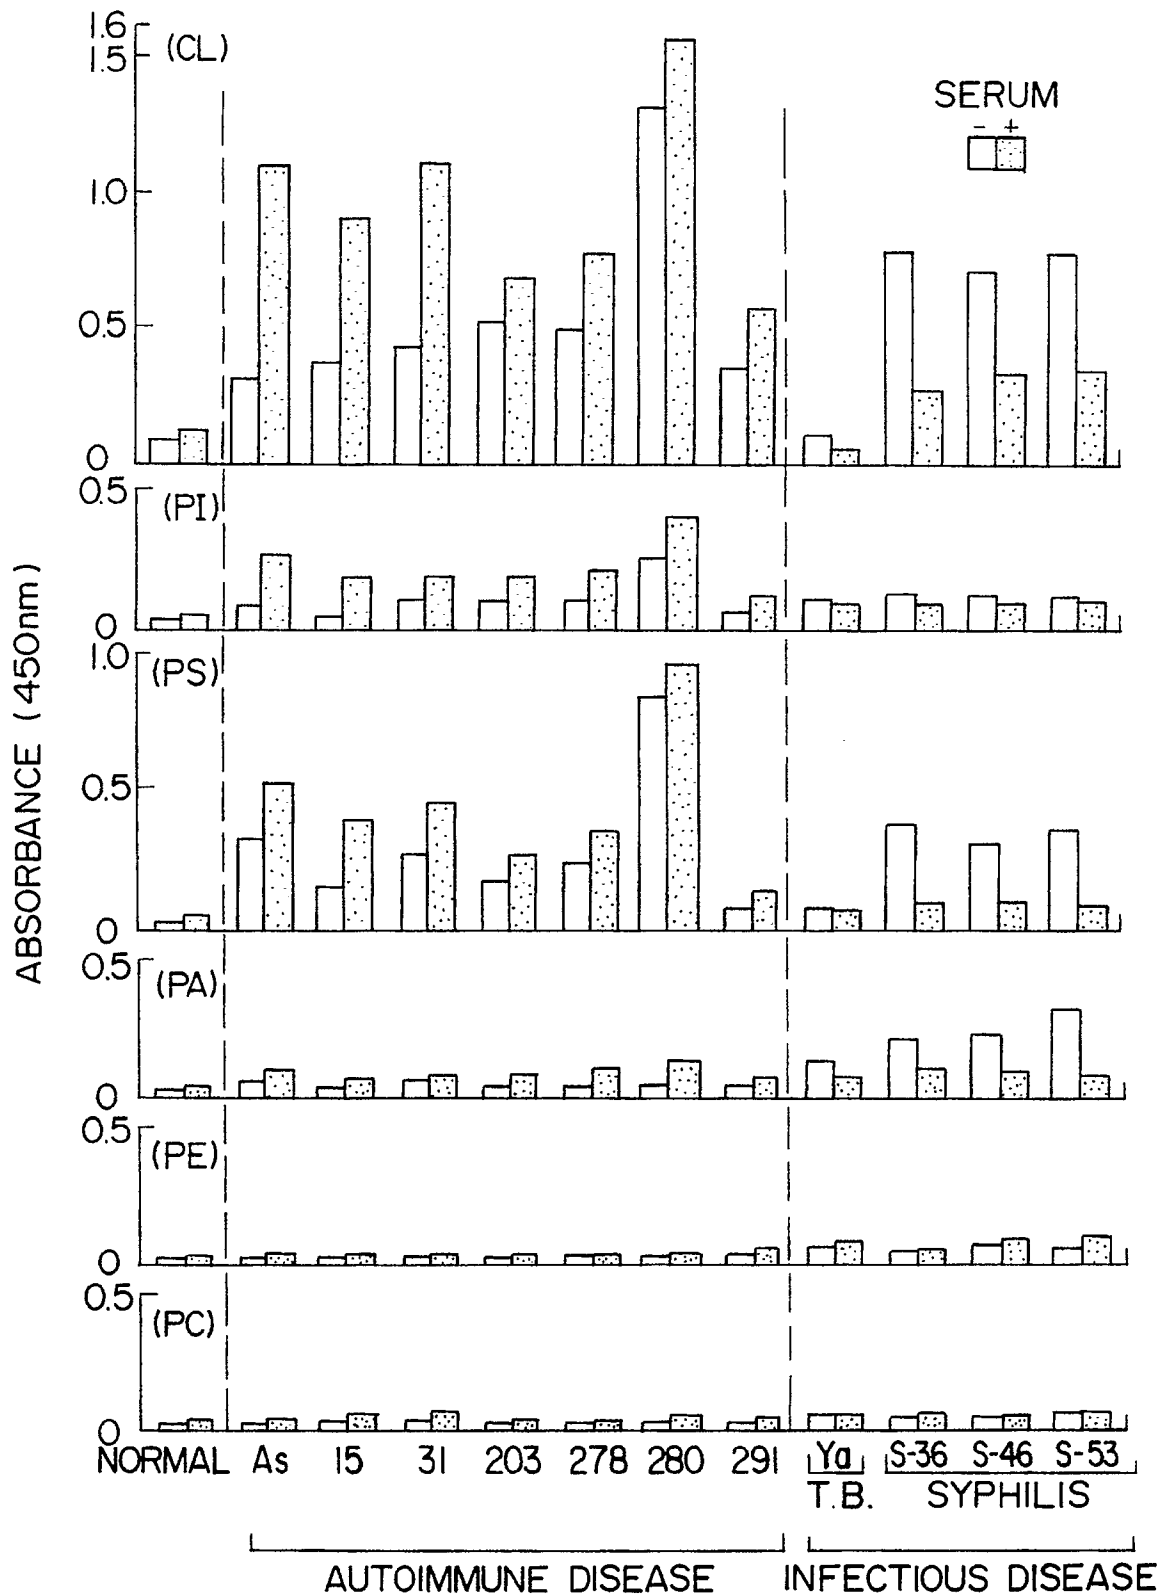 1.6
1.5
(CL)
SERUM
- +
1.0
0.5
0
0.5
(PI)
0
1.0
(PS)
0.5
0
0.5
(PA)
0
0.5
(PE)
0
0.5
(PC)
0
ABSORBANCE (450nm)
NORMAL As 15 31 203 278 280 291 Ya S-36 S-46 S-53
T.B. SYPHILIS
AUTOIMMUNE DISEASE INFECTIOUS DISEASE